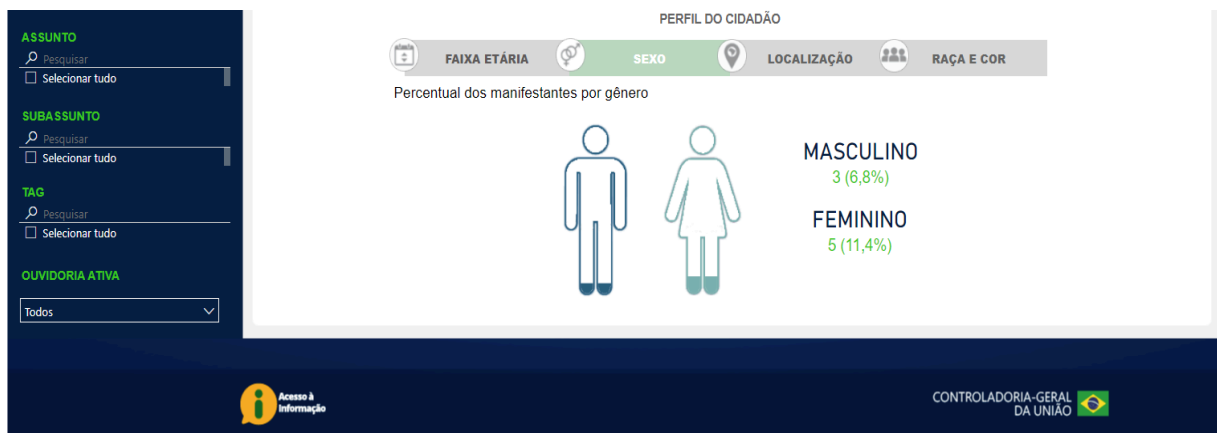 ASSUNTO
Pesquisar
Selecionar tudo
SUBASSUNTO
Pesquisar
Selecionar tudo
TAG
Pesquisar
Selecionar tudo
OUVIDORIA ATIVA
Todos
PERFIL DO CIDADÃO
FAIXA ETÁRIA SEXO LOCALIZAÇÃO RAÇA E COR
Percentual dos manifestantes por gênero
MASCULINO
3 (6,8%)
FEMININO
5 (11,4%)
Acesso à
Informação
CONTROLADORIA-GERAL
DA UNIÃO